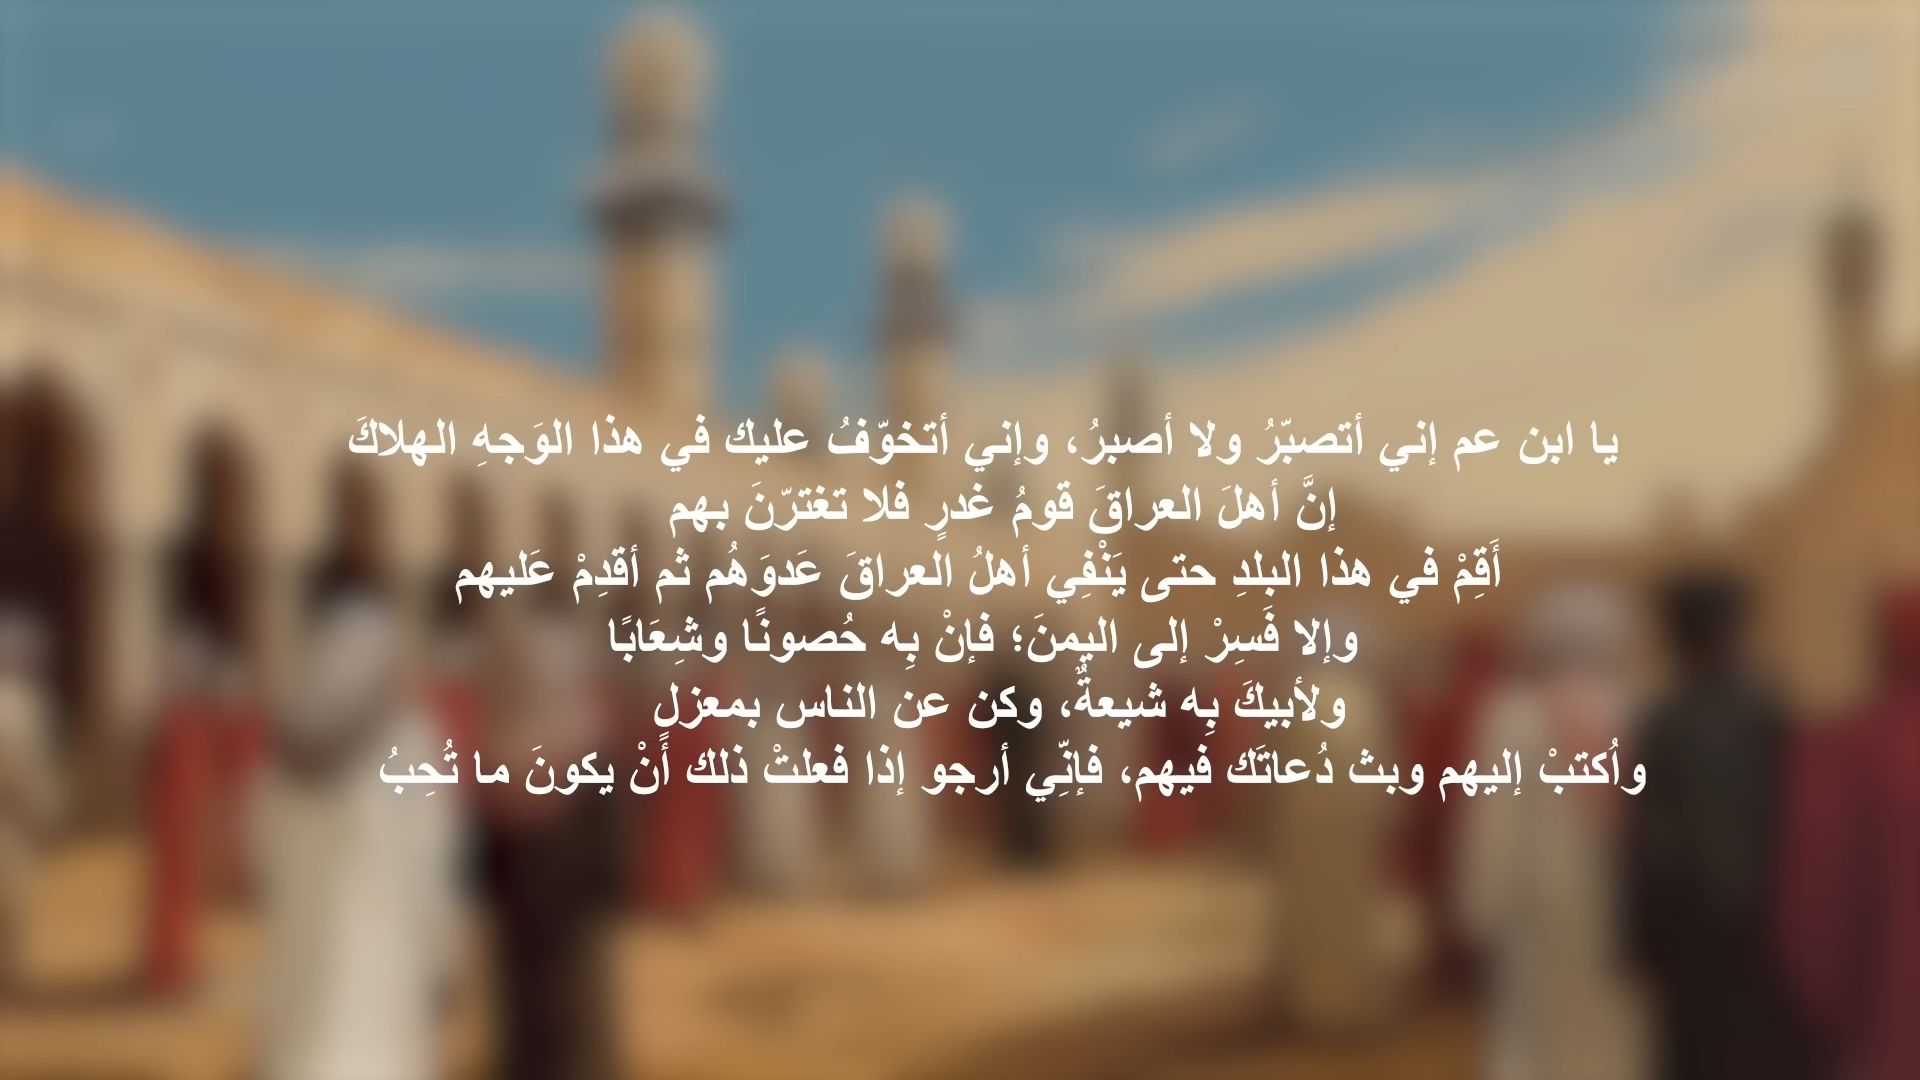 يا ابن عم إني أتصبّرُ ولا أصبرُ، وإني أتخوّفُ عليك في هذا الوَجهِ الهلاكَ
إنَّ أهلَ العراقَ قومُ غدرٍ فلا تغترّنَ بهم
أَقِمْ في هذا البلدِ حتى يَنْفِي أهلُ العراقَ عَدوَهُم ثم أقدِمْ عَليهم
وإلا فَسِرْ إلى اليمنَ؛ فإنْ بِه حُصونًا وشِعَابًا
ولأبيكَ بِه شيعةٌ، وكن عن الناس بمعزلٍ
واُكتبْ إليهم وبث دُعاتَك فيهم، فإنِّي أرجو إذا فعلتْ ذلك أًنْ يكونَ ما تُحِبُ